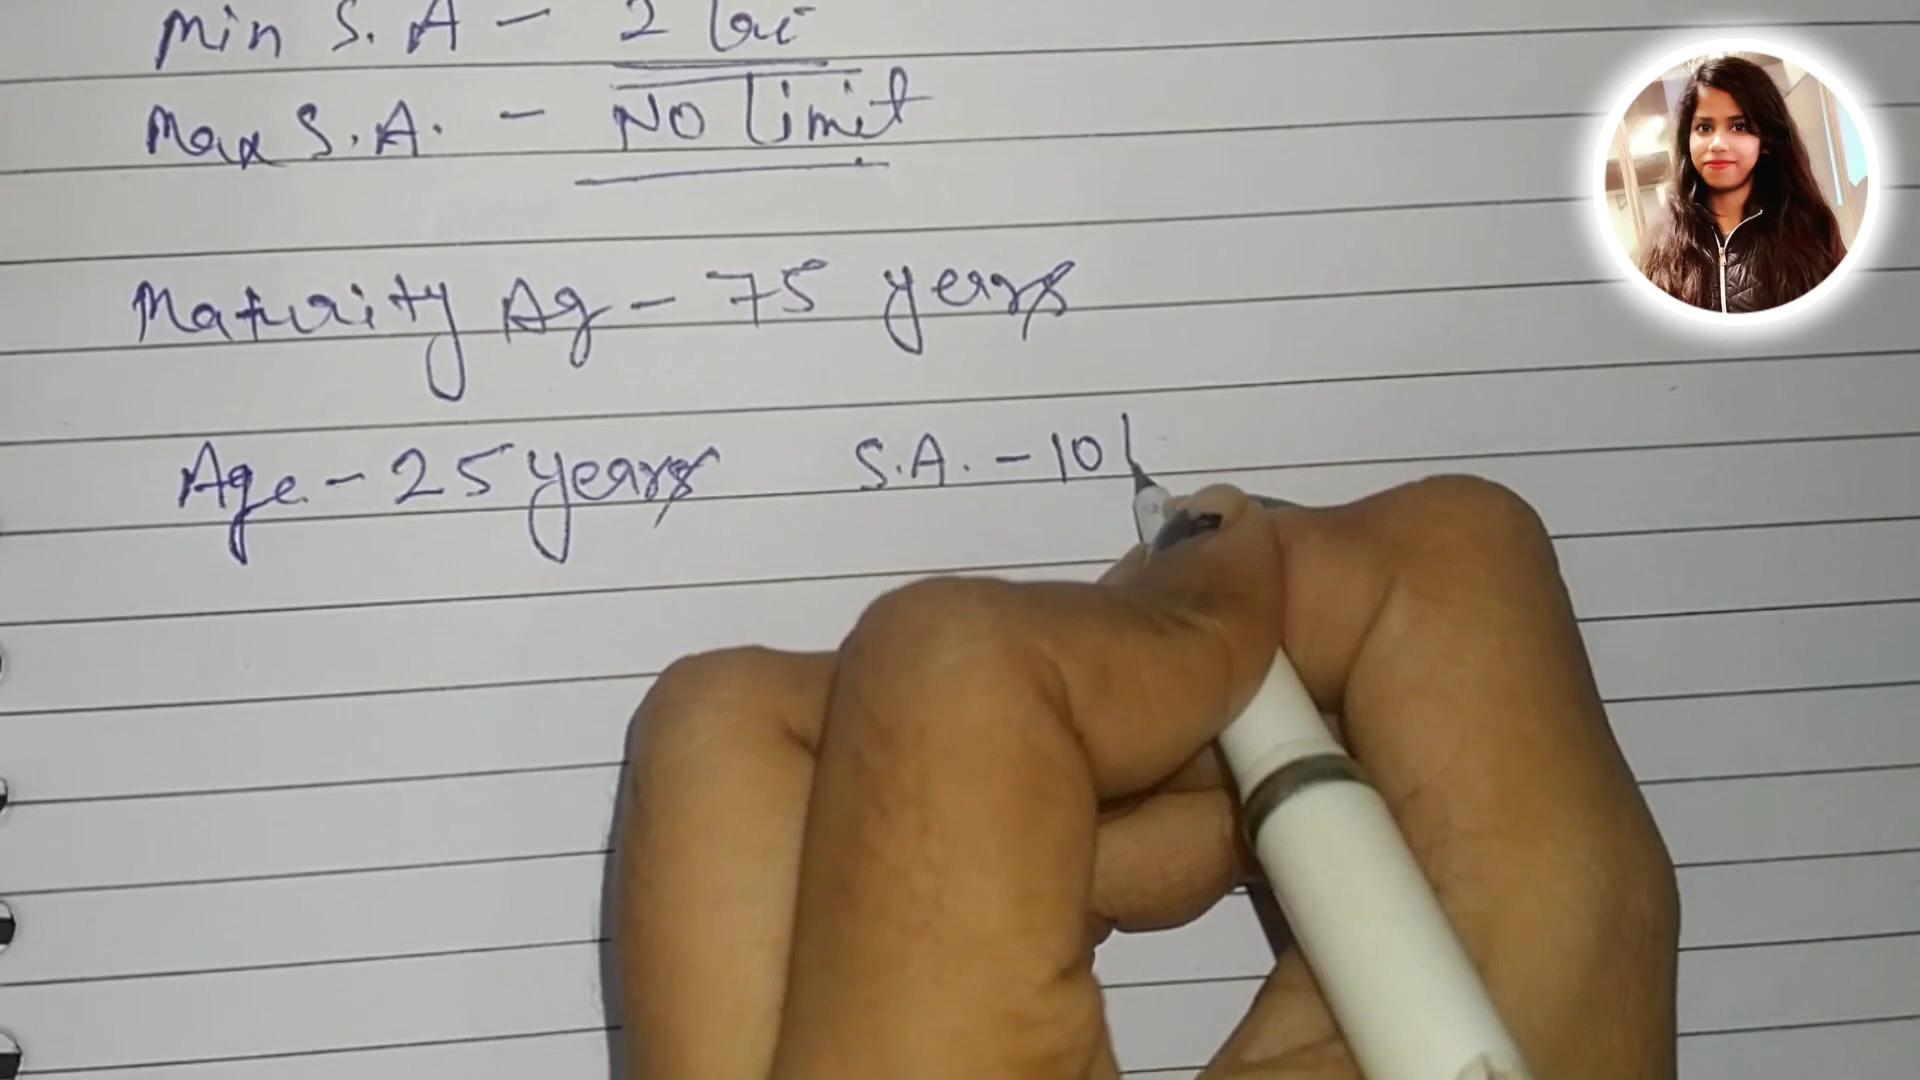 Min S. A - 2 lac
Max S. A. - No limit
Maturity Ag - 75 years
Age - 25 years S.A. - 10 l